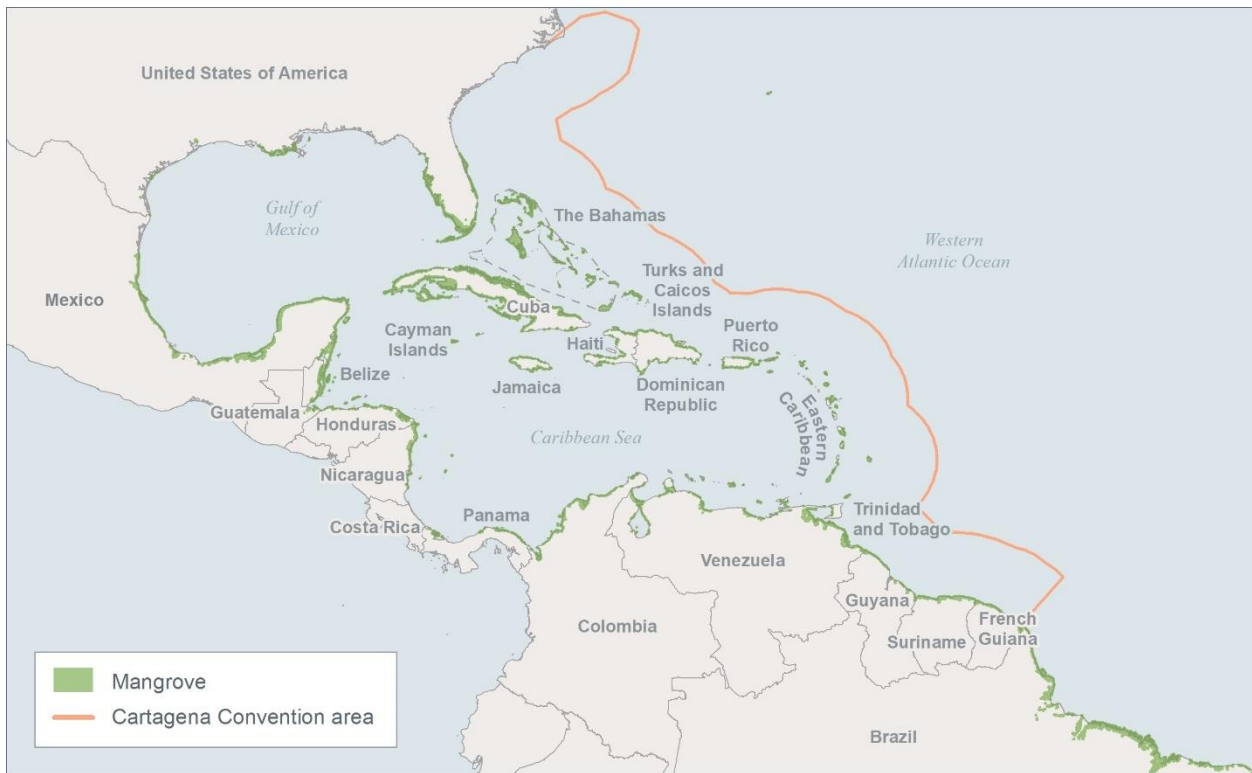 United States of America
Gulf of
Mexico
The Bahamas
Western
Atlantic Ocean
Turks and
Caicos
Islands
Mexico
Cuba
Cayman
Islands
Haiti
Puerto
Rico
Belize
Jamaica
Dominican
Republic
Guatemala
Honduras
Caribbean Sea
Eastern
Caribbean
Nicaragua
Costa Rica
Panama
Trinidad
and Tobago
Venezuela
Guyana
Colombia
Suriname
French
Guiana
Brazil
Mangrove
Cartagena Convention area